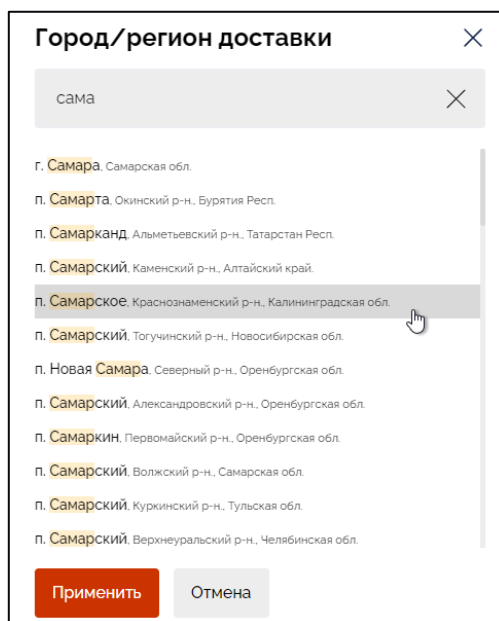 Город/регион доставки
сама
г. Самара, Самарская обл.
п. Самарта, Окинский р-н., Бурятия Респ.
п. Самарканд, Альметьевский р-н., Татарстан Респ.
п. Самарский, Каменский р-н., Алтайский край.
п. Самарское, Краснознаменский р-н., Калининградская обл.
п. Самарский, Тогучинский р-н., Новосибирская обл.
п. Новая Самара, Северный р-н., Оренбургская обл.
п. Самарский, Александровский р-н., Оренбургская обл.
п. Самаркин, Первомайский р-н., Оренбургская обл.
п. Самарский, Волжский р-н., Самарская обл.
п. Самарский, Куркинский р-н., Тульская обл.
п. Самарский, Верхнеуральский р-н., Челябинская обл.
Применить Отмена